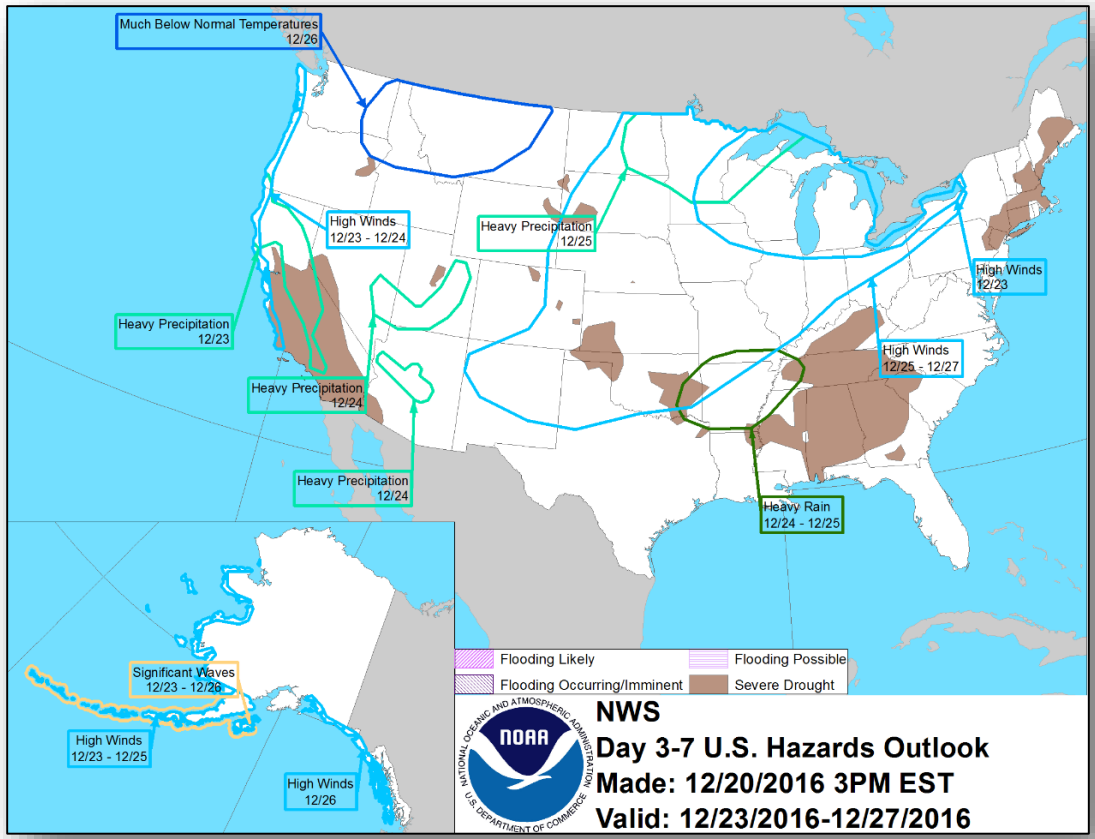 Much Below Normal Temperatures
12/26
High Winds
12/23 - 12/24
Heavy Precipitation
12/25
High Winds
12/23
Heavy Precipitation
12/23
High Winds
12/25 - 12/27
Heavy Precipitation
12/24
Heavy Precipitation
12/24
Heavy Rain
12/24 - 12/25
Significant Waves
12/23 - 12/26
High Winds
12/23 - 12/25
High Winds
12/26
Flooding Likely
Flooding Possible
Flooding Occurring/Imminent
Severe Drought
NATIONAL OCEANIC AND ATMOSPHERIC ADMINISTRATION
NOAA
U.S. DEPARTMENT OF COMMERCE
NWS
Day 3-7 U.S. Hazards Outlook
Made: 12/20/2016 3PM EST
Valid: 12/23/2016-12/27/2016